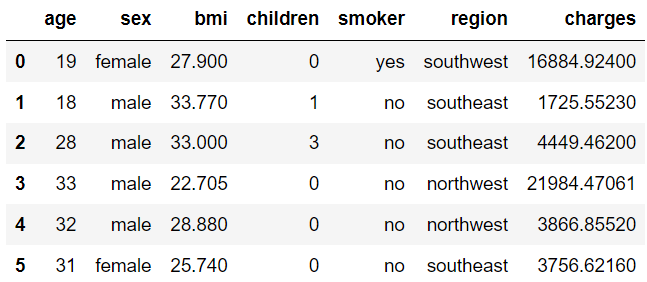 age sex bmi children smoker region charges
0 19 female 27.900 0 yes southwest 16884.92400
1 18 male 33.770 1 no southeast 1725.55230
2 28 male 33.000 3 no southeast 4449.46200
3 33 male 22.705 0 no northwest 21984.47061
4 32 male 28.880 0 no northwest 3866.85520
5 31 female 25.740 0 no southeast 3756.62160